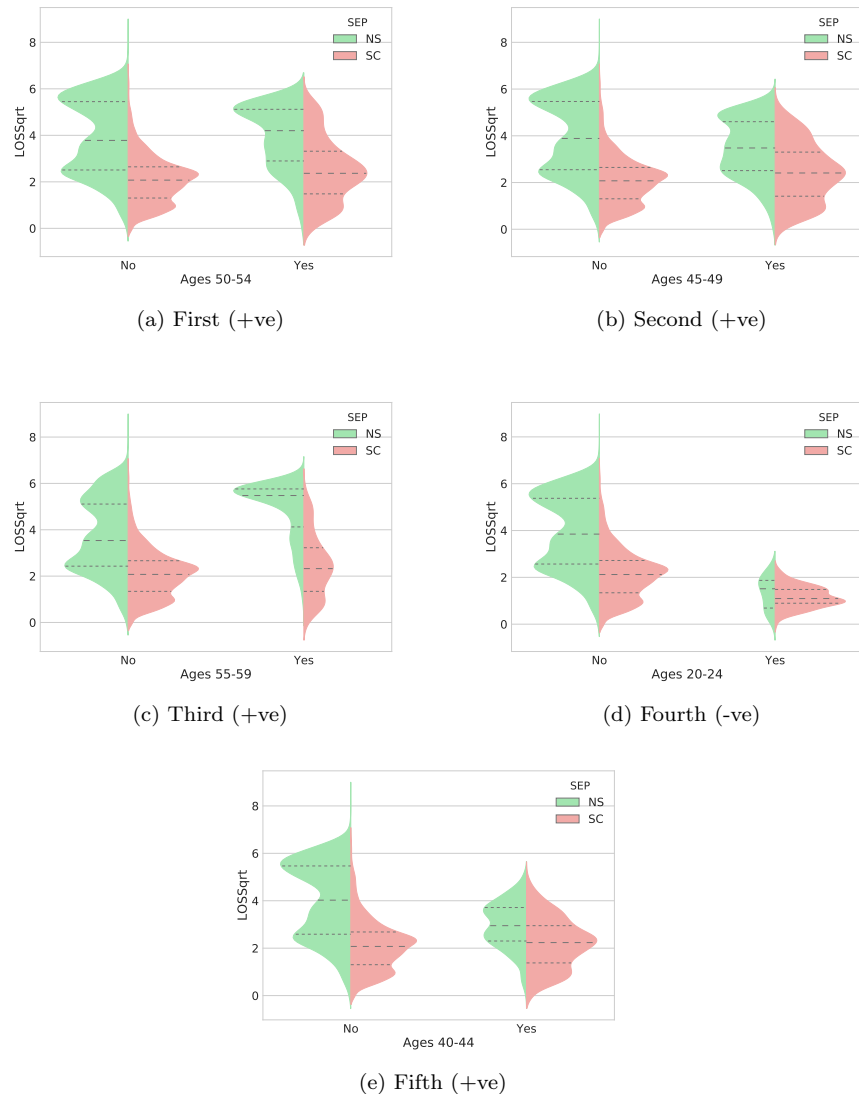 SEP
NS
SC
8
6
4
2
0
LOSSqrt
No
Yes
Ages 50-54
(a) First (+ve)
SEP
NS
SC
8
6
4
2
0
LOSSqrt
No
Yes
Ages 45-49
(b) Second (+ve)
SEP
NS
SC
8
6
4
2
0
LOSSqrt
No
Yes
Ages 55-59
(c) Third (+ve)
SEP
NS
SC
8
6
4
2
0
LOSSqrt
No
Yes
Ages 20-24
(d) Fourth (-ve)
SEP
NS
SC
8
6
4
2
0
LOSSqrt
No
Yes
Ages 40-44
(e) Fifth (+ve)